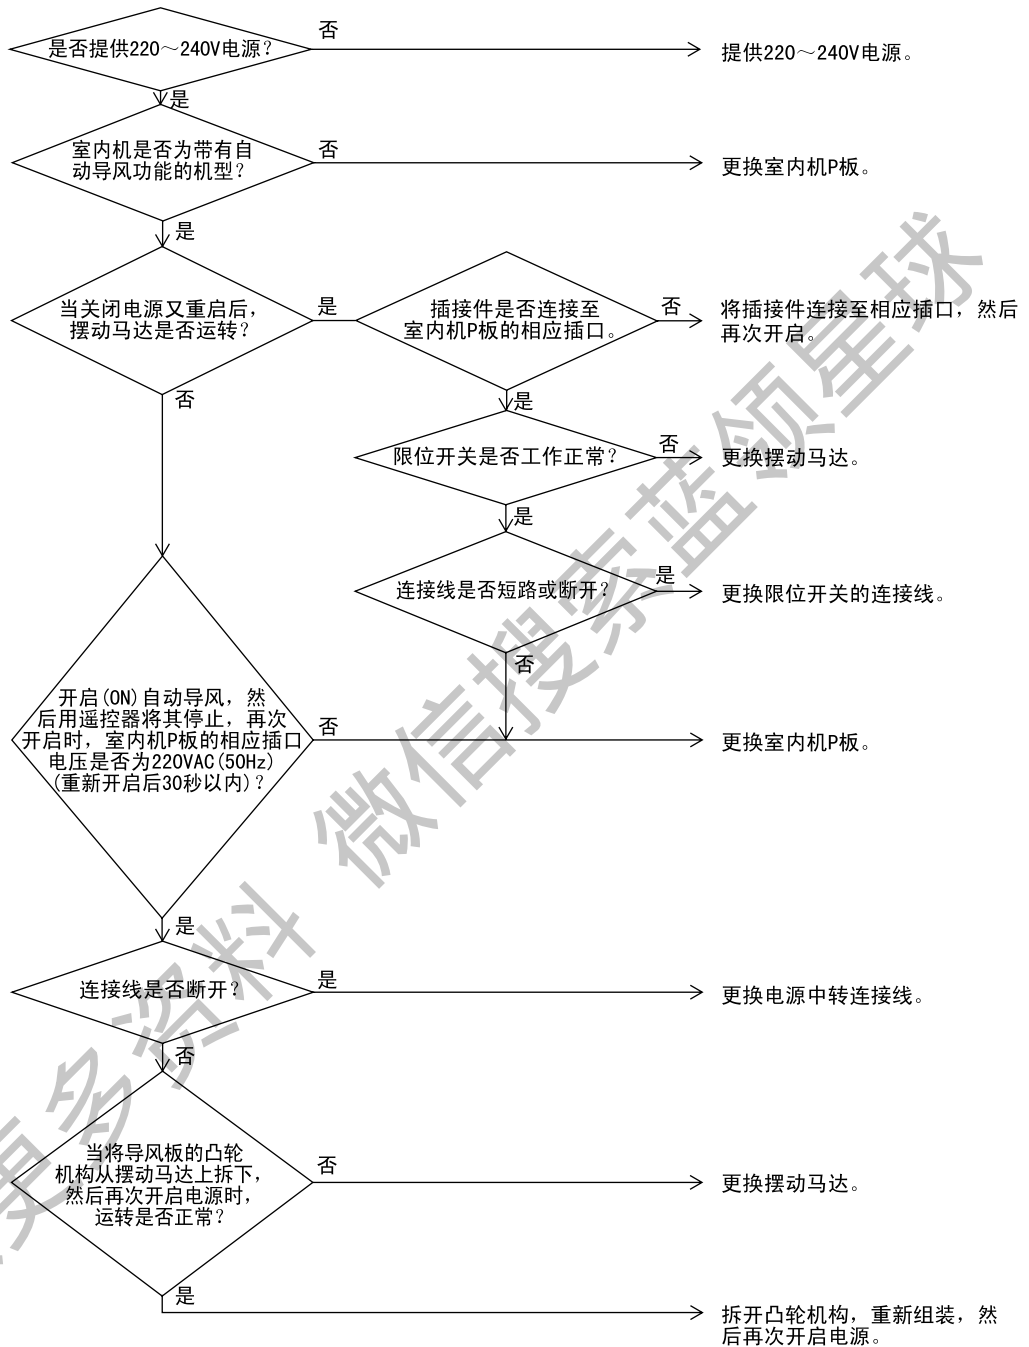 是否提供220～240V电源？
否
提供220～240V电源。
是
室内机是否为带有自
动导风功能的机型？
否
更换室内机P板。
是
当关闭电源又重启后，
摆动马达是否运转？
是
插接件是否连接至
室内机P板的相应插口。
否
将插接件连接至相应插口，然后
再次开启。
否
是
限位开关是否工作正常？
否
更换摆动马达。
是
连接线是否短路或断开？
是
更换限位开关的连接线。
否
开启(ON)自动导风，然
后用遥控器将其停止，再次
开启时，室内机P板的相应插口
电压是否为220VAC(50Hz)
(重新开启后30秒以内)？
否
更换室内机P板。
是
连接线是否断开？
是
更换电源中转连接线。
否
当将导风板的凸轮
机构从摆动马达上拆下，
然后再次开启电源时，
运转是否正常？
否
更换摆动马达。
是
拆开凸轮机构，重新组装，然
后再次开启电源。
更多资料 微信搜索蓝领星球